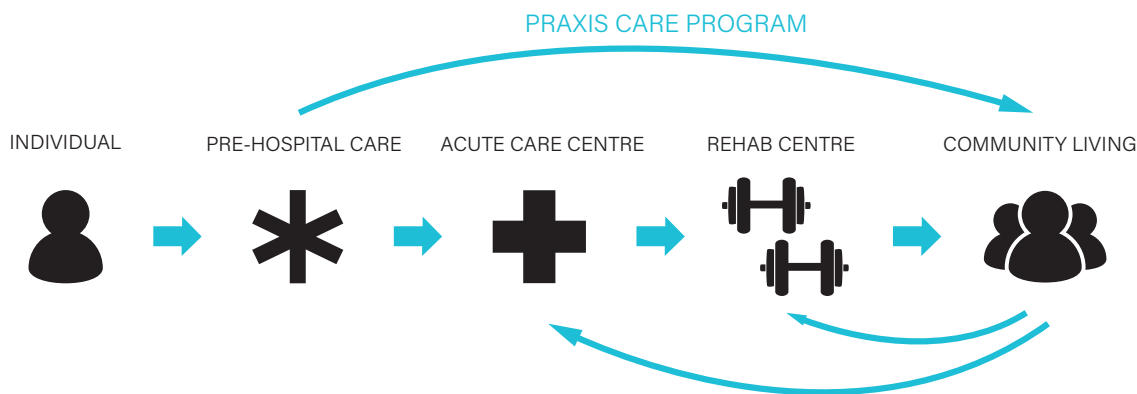 PRAXIS CARE PROGRAM
INDIVIDUAL
PRE-HOSPITAL CARE
ACUTE CARE CENTRE
REHAB CENTRE
COMMUNITY LIVING